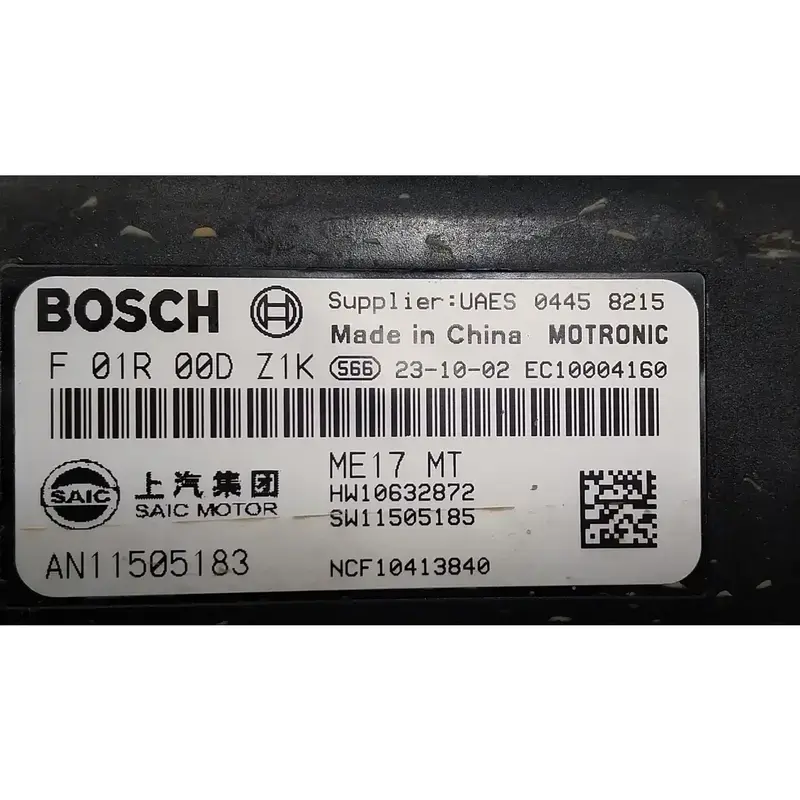 BOSCH Supplier:UAES 0445 8215
Made in China MOTRONIC
F 01R 00D Z1K 566 23-10-02 EC10004160
ME17 MT
SAIC 上汽集团 HW10632872
SAIC MOTOR SW11505185
AN11505183 NCF10413840